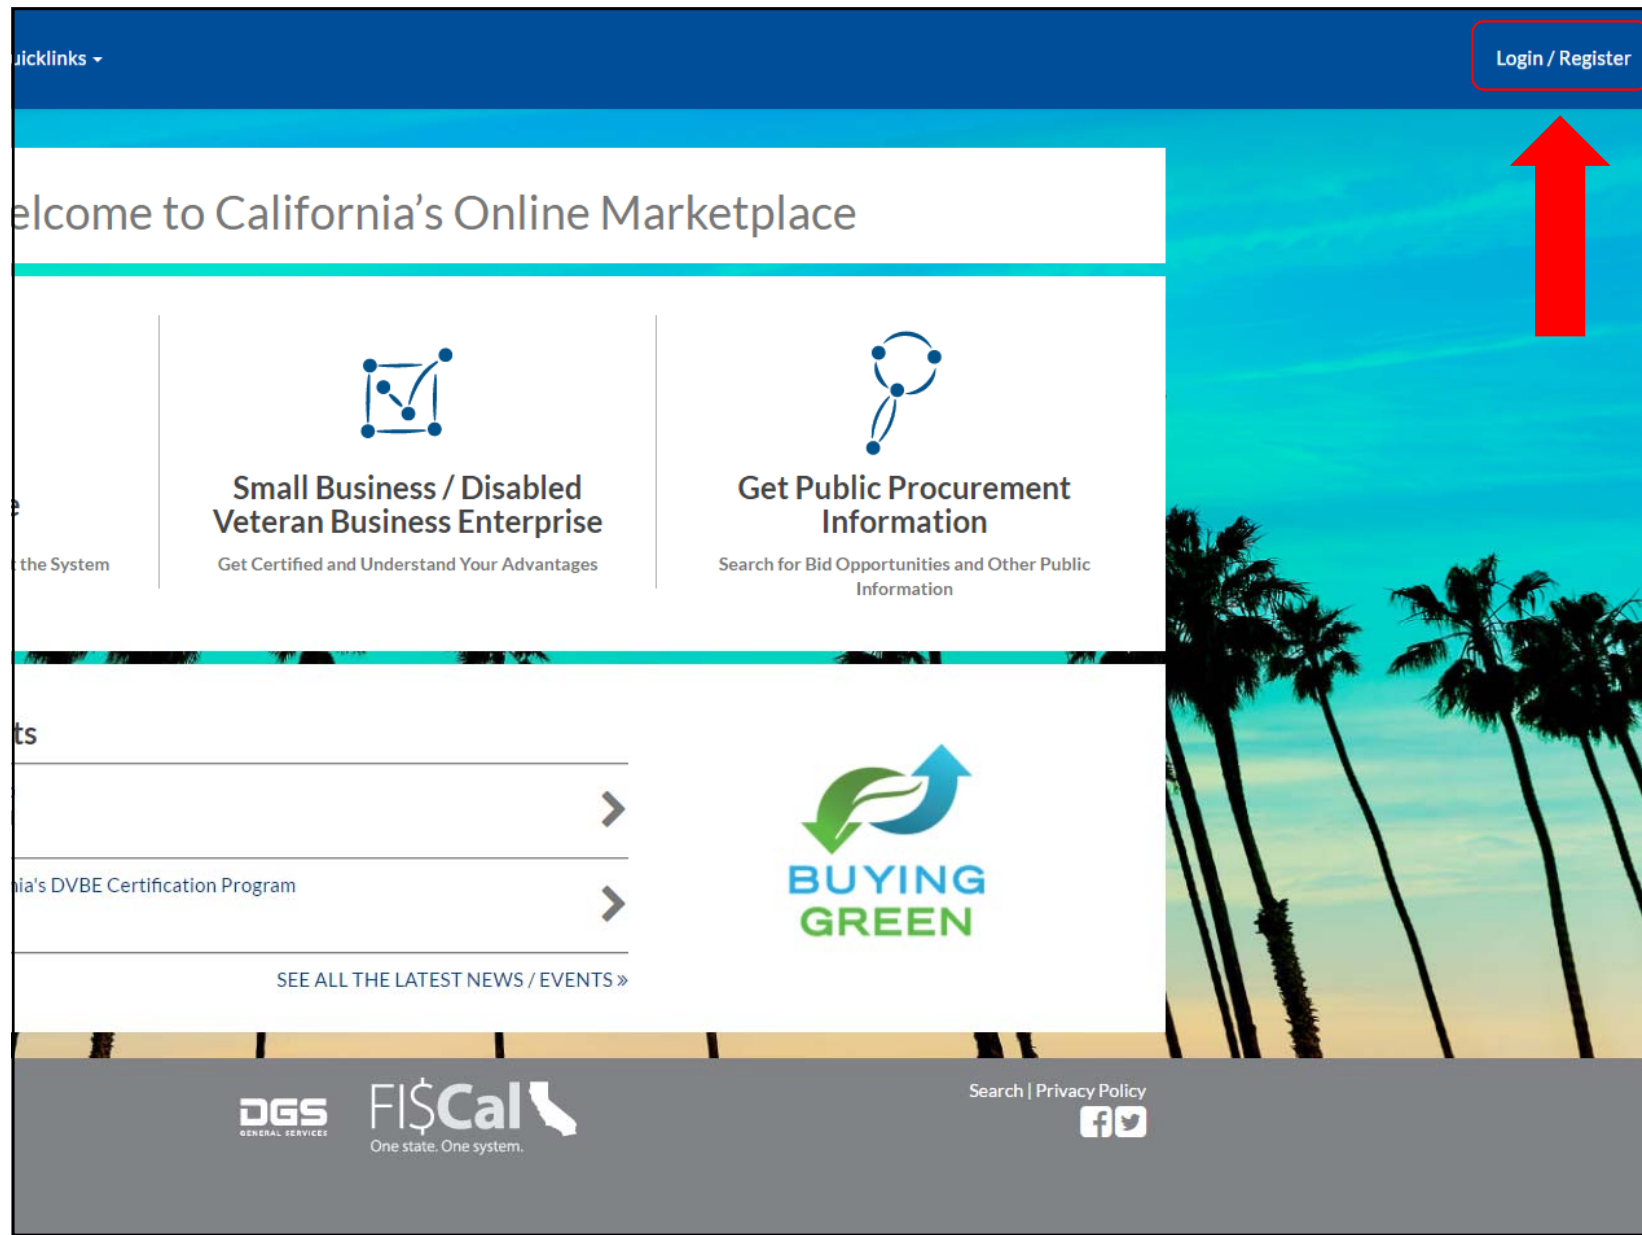 uicklinks
Login / Register
elcome to California's Online Marketplace
Small Business / Disabled
Veteran Business Enterprise
Get Certified and Understand Your Advantages
Get Public Procurement
Information
Search for Bid Opportunities and Other Public
Information
e
the System
ts
nia's DVBE Certification Program
SEE ALL THE LATEST NEWS / EVENTS »
BUYING
GREEN
DGS
GENERAL SERVICES
FI$Cal
One state. One system.
Search | Privacy Policy